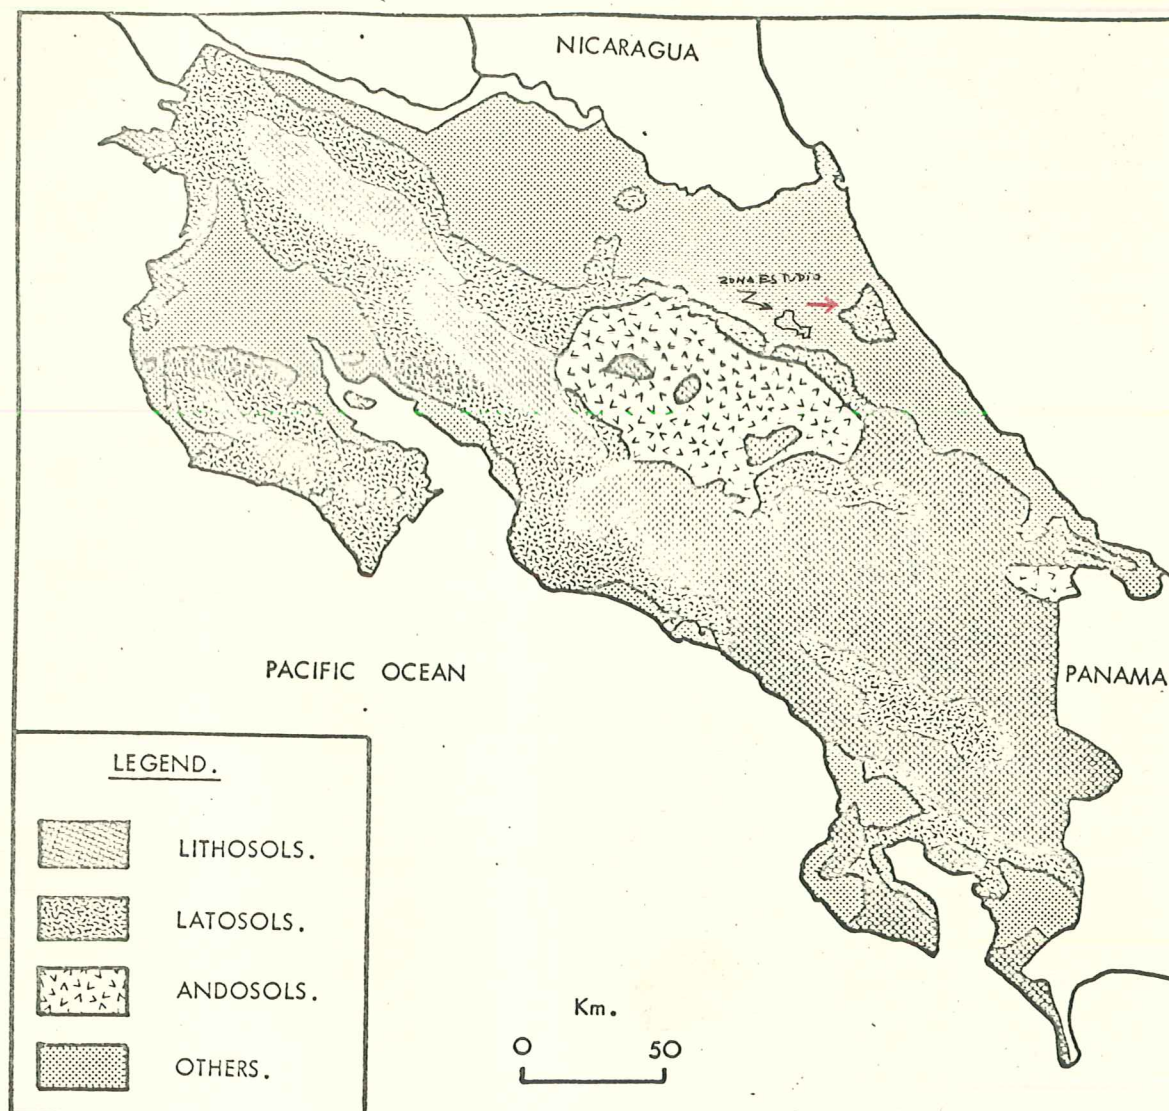 NICARAGUA
ZONA ESTUDIO
PACIFIC OCEAN
PANAMA
LEGEND.
LITHOSOLS.
LATOSOLS.
ANDOSOLS.
OTHERS.
Km.
0 50